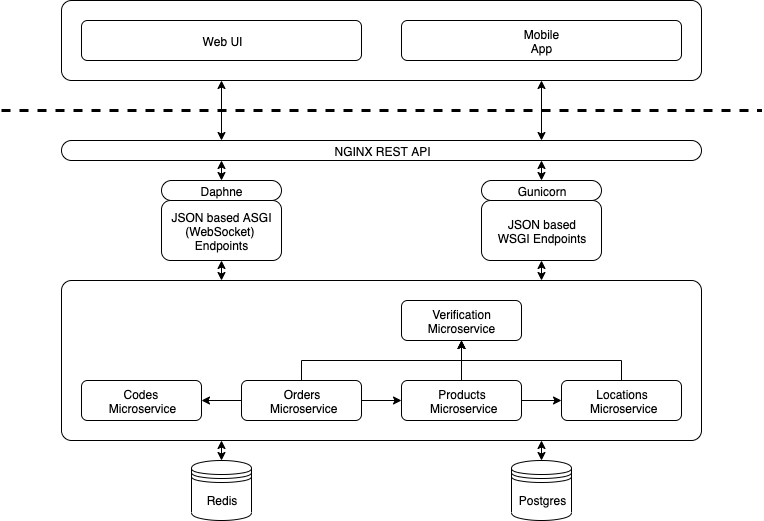 Web UI
Mobile
App
NGINX REST API
Daphne
Gunicorn
JSON based ASGI
(WebSocket)
Endpoints
JSON based
WSGI Endpoints
Verification
Microservice
Codes
Microservice
Orders
Microservice
Products
Microservice
Locations
Microservice
Redis
Postgres